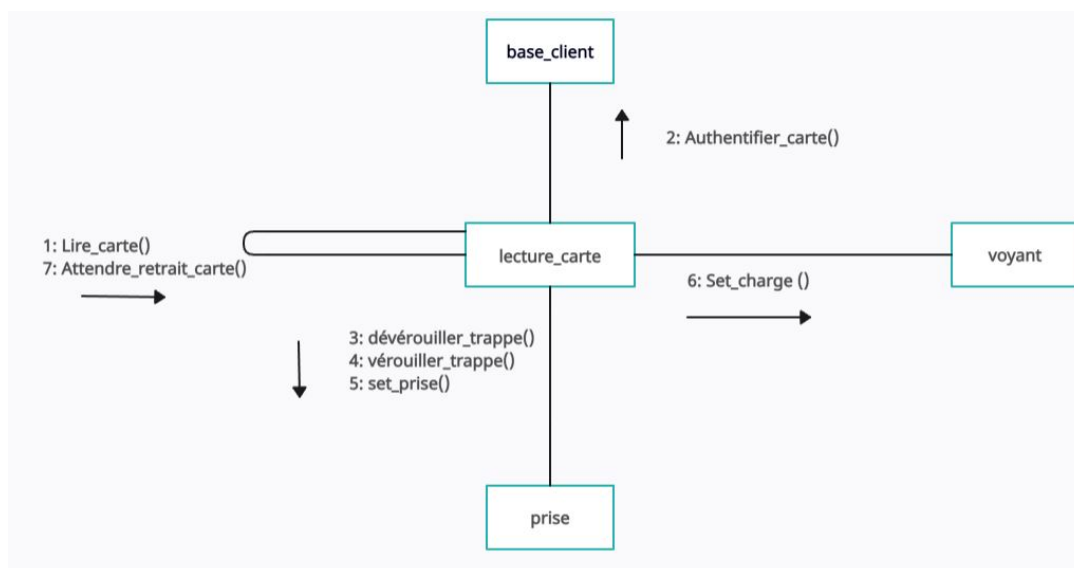 base_client
2: Authentifier_carte()
1: Lire_carte()
7: Attendre_retrait_carte()
lecture_carte
voyant
6: Set_charge ()
3: dévérouiller_trappe()
4: vérouiller_trappe()
5: set_prise()
prise